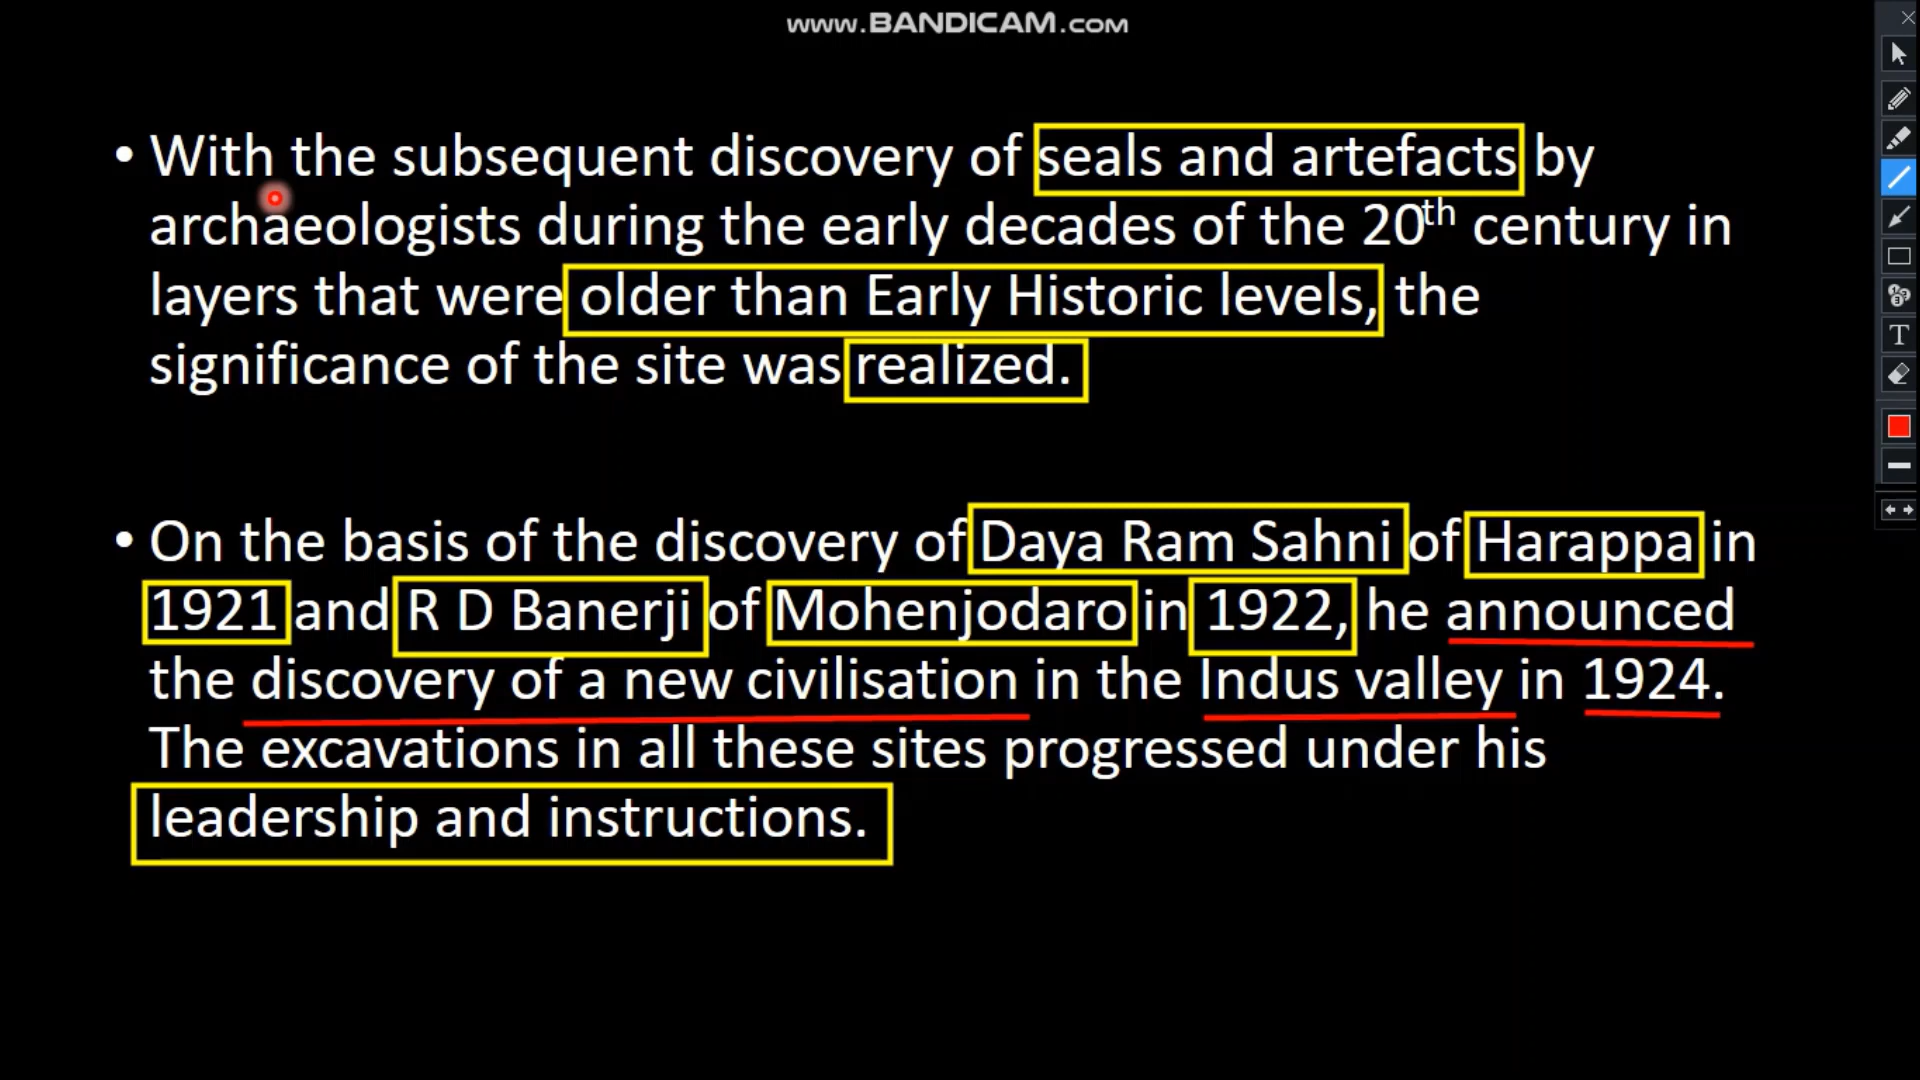 www.BANDICAM.com
• With the subsequent discovery of seals and artefacts by
archaeologists during the early decades of the 20th century in
layers that were older than Early Historic levels, the
significance of the site was realized.
• On the basis of the discovery of Daya Ram Sahni of Harappa in
1921 and R D Banerji of Mohenjodaro in 1922, he announced
the discovery of a new civilisation in the Indus valley in 1924.
The excavations in all these sites progressed under his
leadership and instructions.